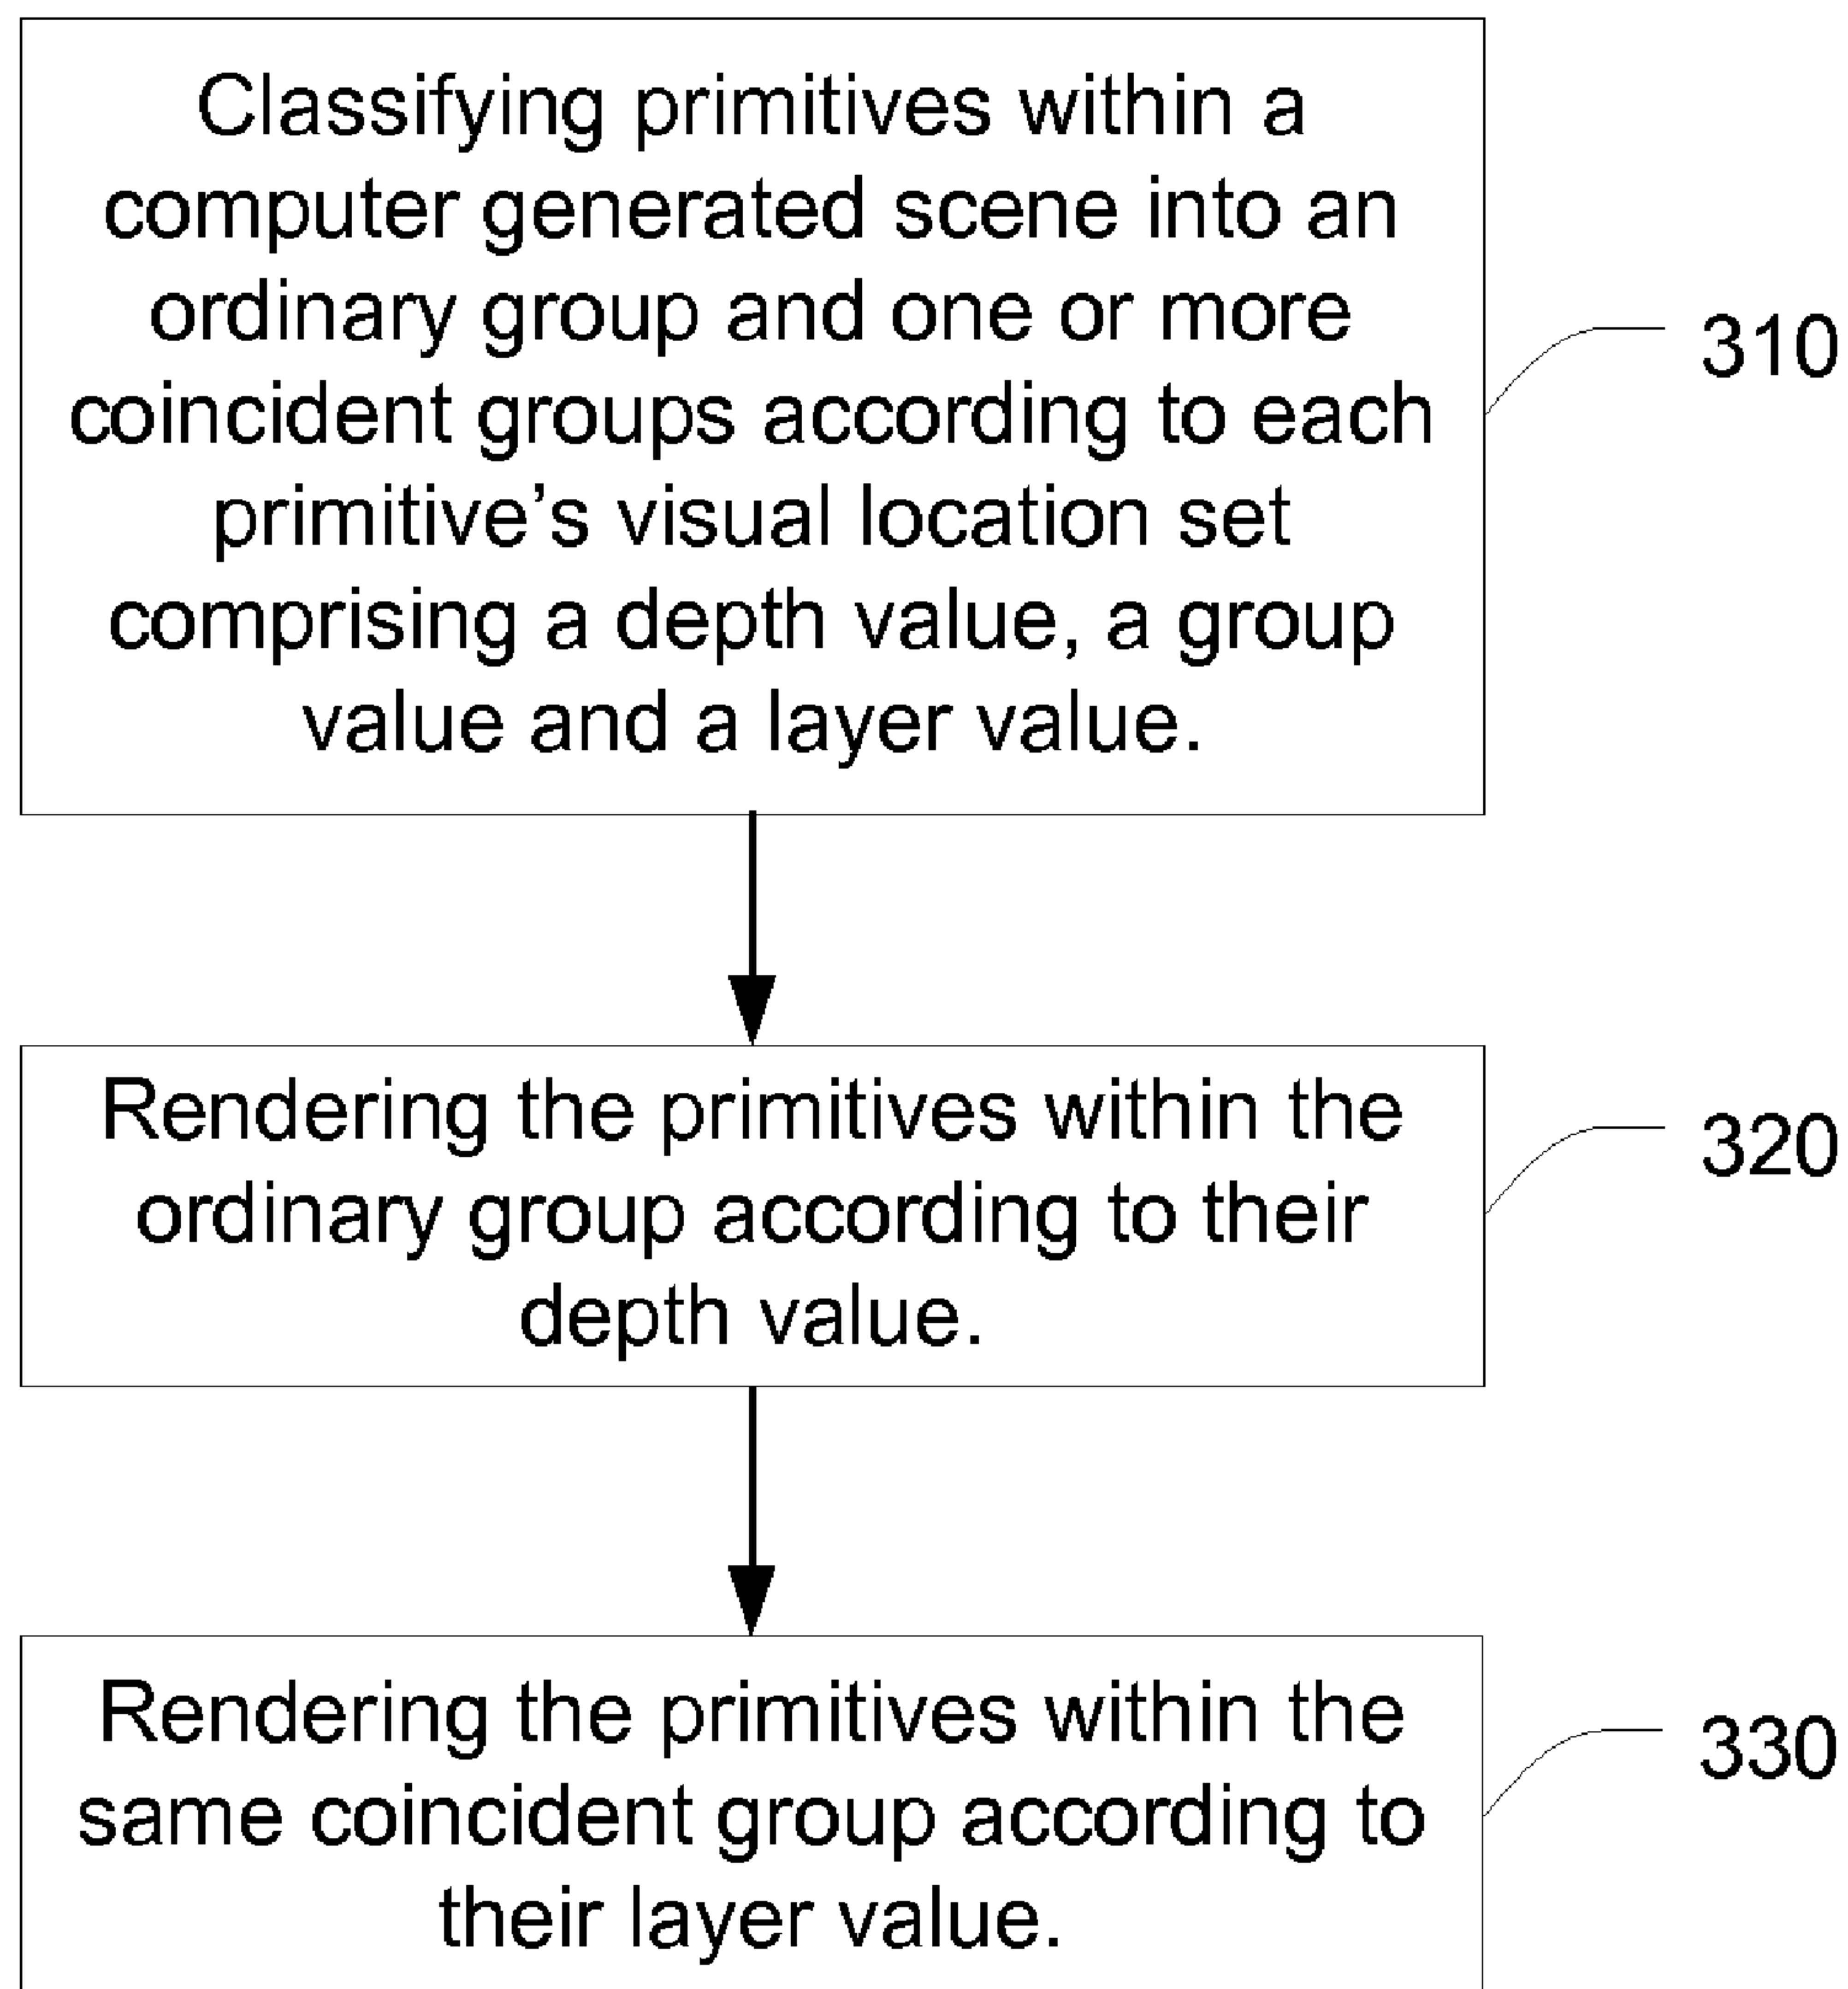 Classifying primitives within a
computer generated scene into an
ordinary group and one or more
coincident groups according to each
primitive’s visual location set
comprising a depth value, a group
value and a layer value.
310
Rendering the primitives within the
ordinary group according to their
depth value.
320
Rendering the primitives within the
same coincident group according to
their layer value.
330